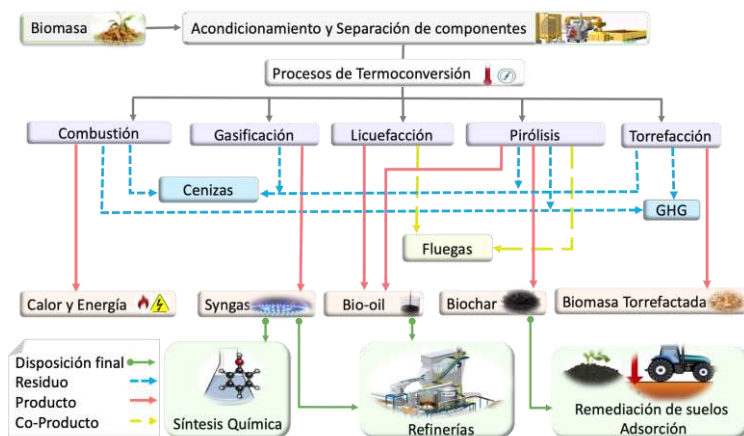 Biomasa
Acondicionamiento y Separación de componentes
Procesos de Termoconversión
Combustión
Gasificación
Licuefacción
Pirólisis
Torrefacción
Cenizas
GHG
Fluegas
Calor y Energía
Syngas
Bio-oil
Biochar
Biomasa Torrefactada
Disposición final
Residuo
Producto
Co-Producto
Síntesis Química
Refinerías
Remediación de suelos
Adsorción